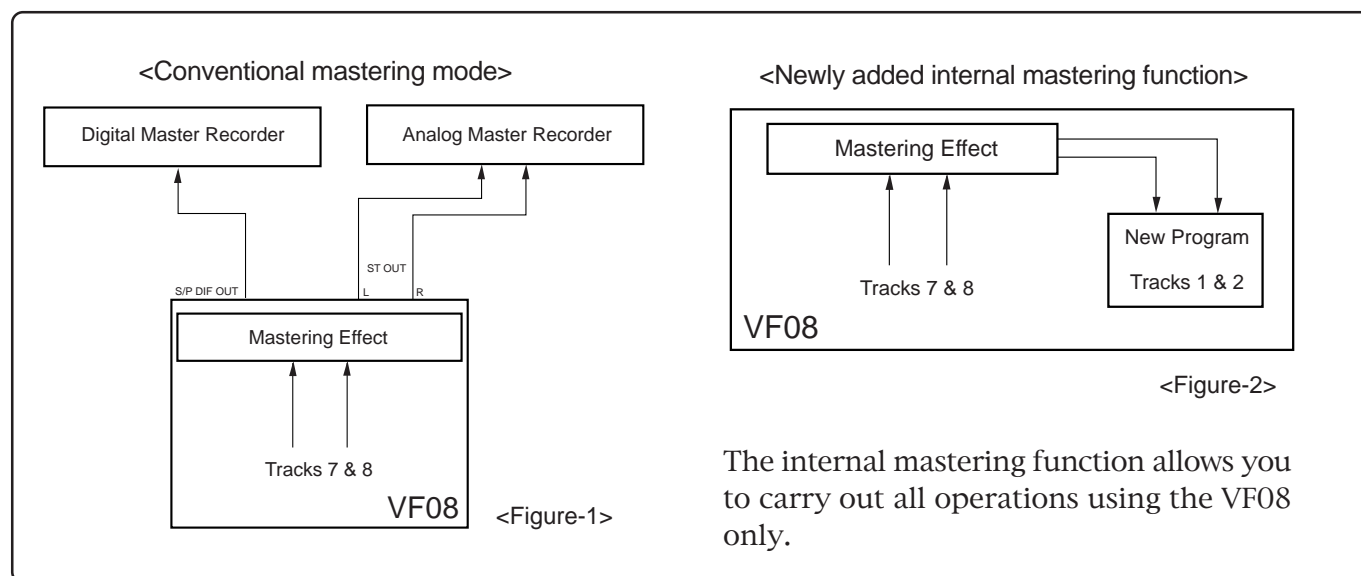 <Conventional mastering mode>
Digital Master Recorder
Analog Master Recorder
ST OUT
S/P DIF OUT
L
R
Mastering Effect
Tracks 7 & 8
VF08
<Figure-1>
<Newly added internal mastering function>
Mastering Effect
New Program
Tracks 1 & 2
Tracks 7 & 8
VF08
<Figure-2>
The internal mastering function allows you
to carry out all operations using the VF08
only.